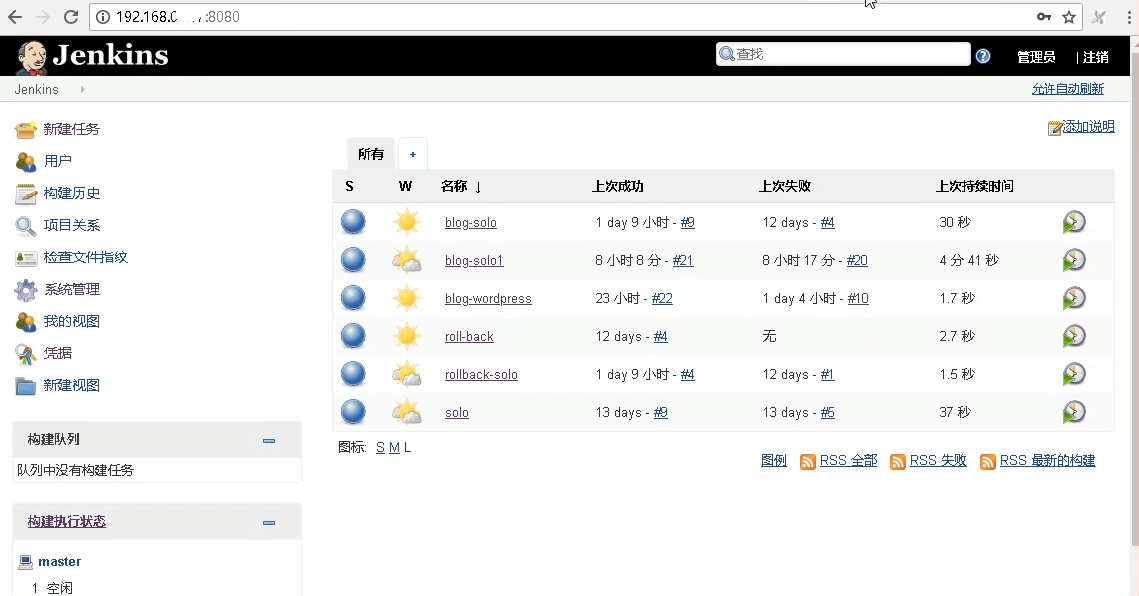 192.168.0 :8080
Jenkins 查找 管理员 | 注销
Jenkins 允许自动刷新
添加说明
新建任务
用户
构建历史
项目关系
检查文件指纹
系统管理
我的视图
凭据
新建视图
构建队列
队列中没有构建任务
构建执行状态
master
1 空闲
所有 +
S W 名称 ↓ 上次成功 上次失败 上次持续时间
blog-solo 1 day 9 小时 - #9 12 days - #4 30 秒
blog-solo1 8 小时 8 分 - #21 8 小时 17 分 - #20 4 分 41 秒
blog-wordpress 23 小时 - #22 1 day 4 小时 - #10 1.7 秒
roll-back 12 days - #4 无 2.7 秒
rollback-solo 1 day 9 小时 - #4 12 days - #1 1.5 秒
solo 13 days - #9 13 days - #5 37 秒
图标: S M L
图例 RSS 全部 RSS 失败 RSS 最新的构建